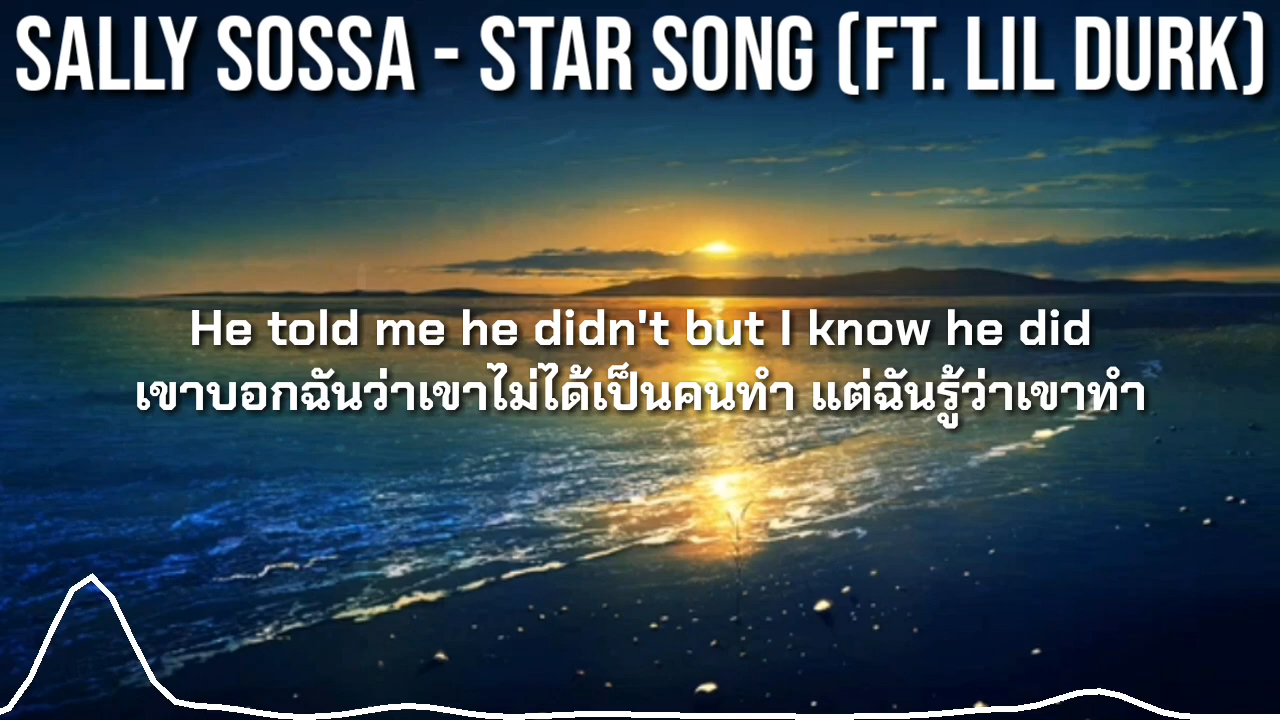 SALLY SOSSA - STAR SONG (FT. LIL DURK)
He told me he didn't but I know he did
เขาบอกฉันว่าเขาไม่ได้เป็นคนทำ แต่ฉันรู้ว่าเขาทำ